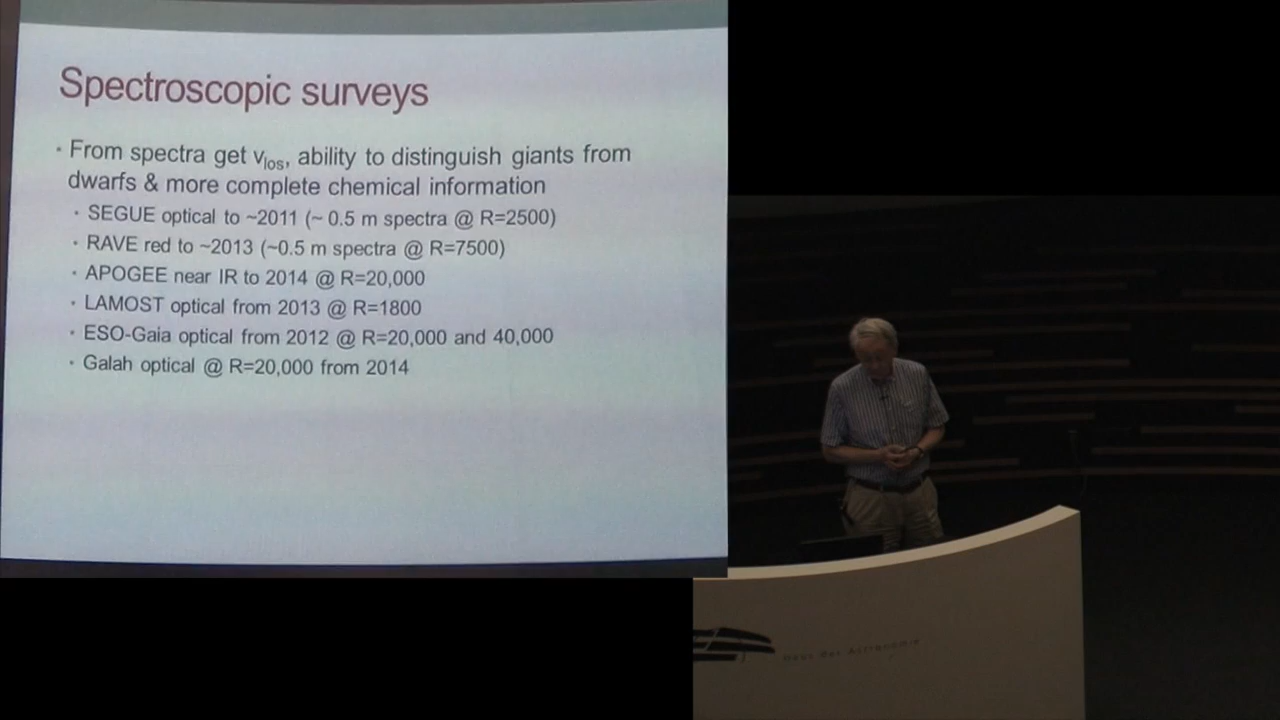 Spectroscopic surveys
· From spectra get vlos, ability to distinguish giants from
dwarfs & more complete chemical information
· SEGUE optical to ~2011 (~ 0.5 m spectra @ R=2500)
· RAVE red to ~2013 (~0.5 m spectra @ R=7500)
· APOGEE near IR to 2014 @ R=20,000
· LAMOST optical from 2013 @ R=1800
· ESO-Gaia optical from 2012 @ R=20,000 and 40,000
· Galah optical @ R=20,000 from 2014
Haus der Astronomie